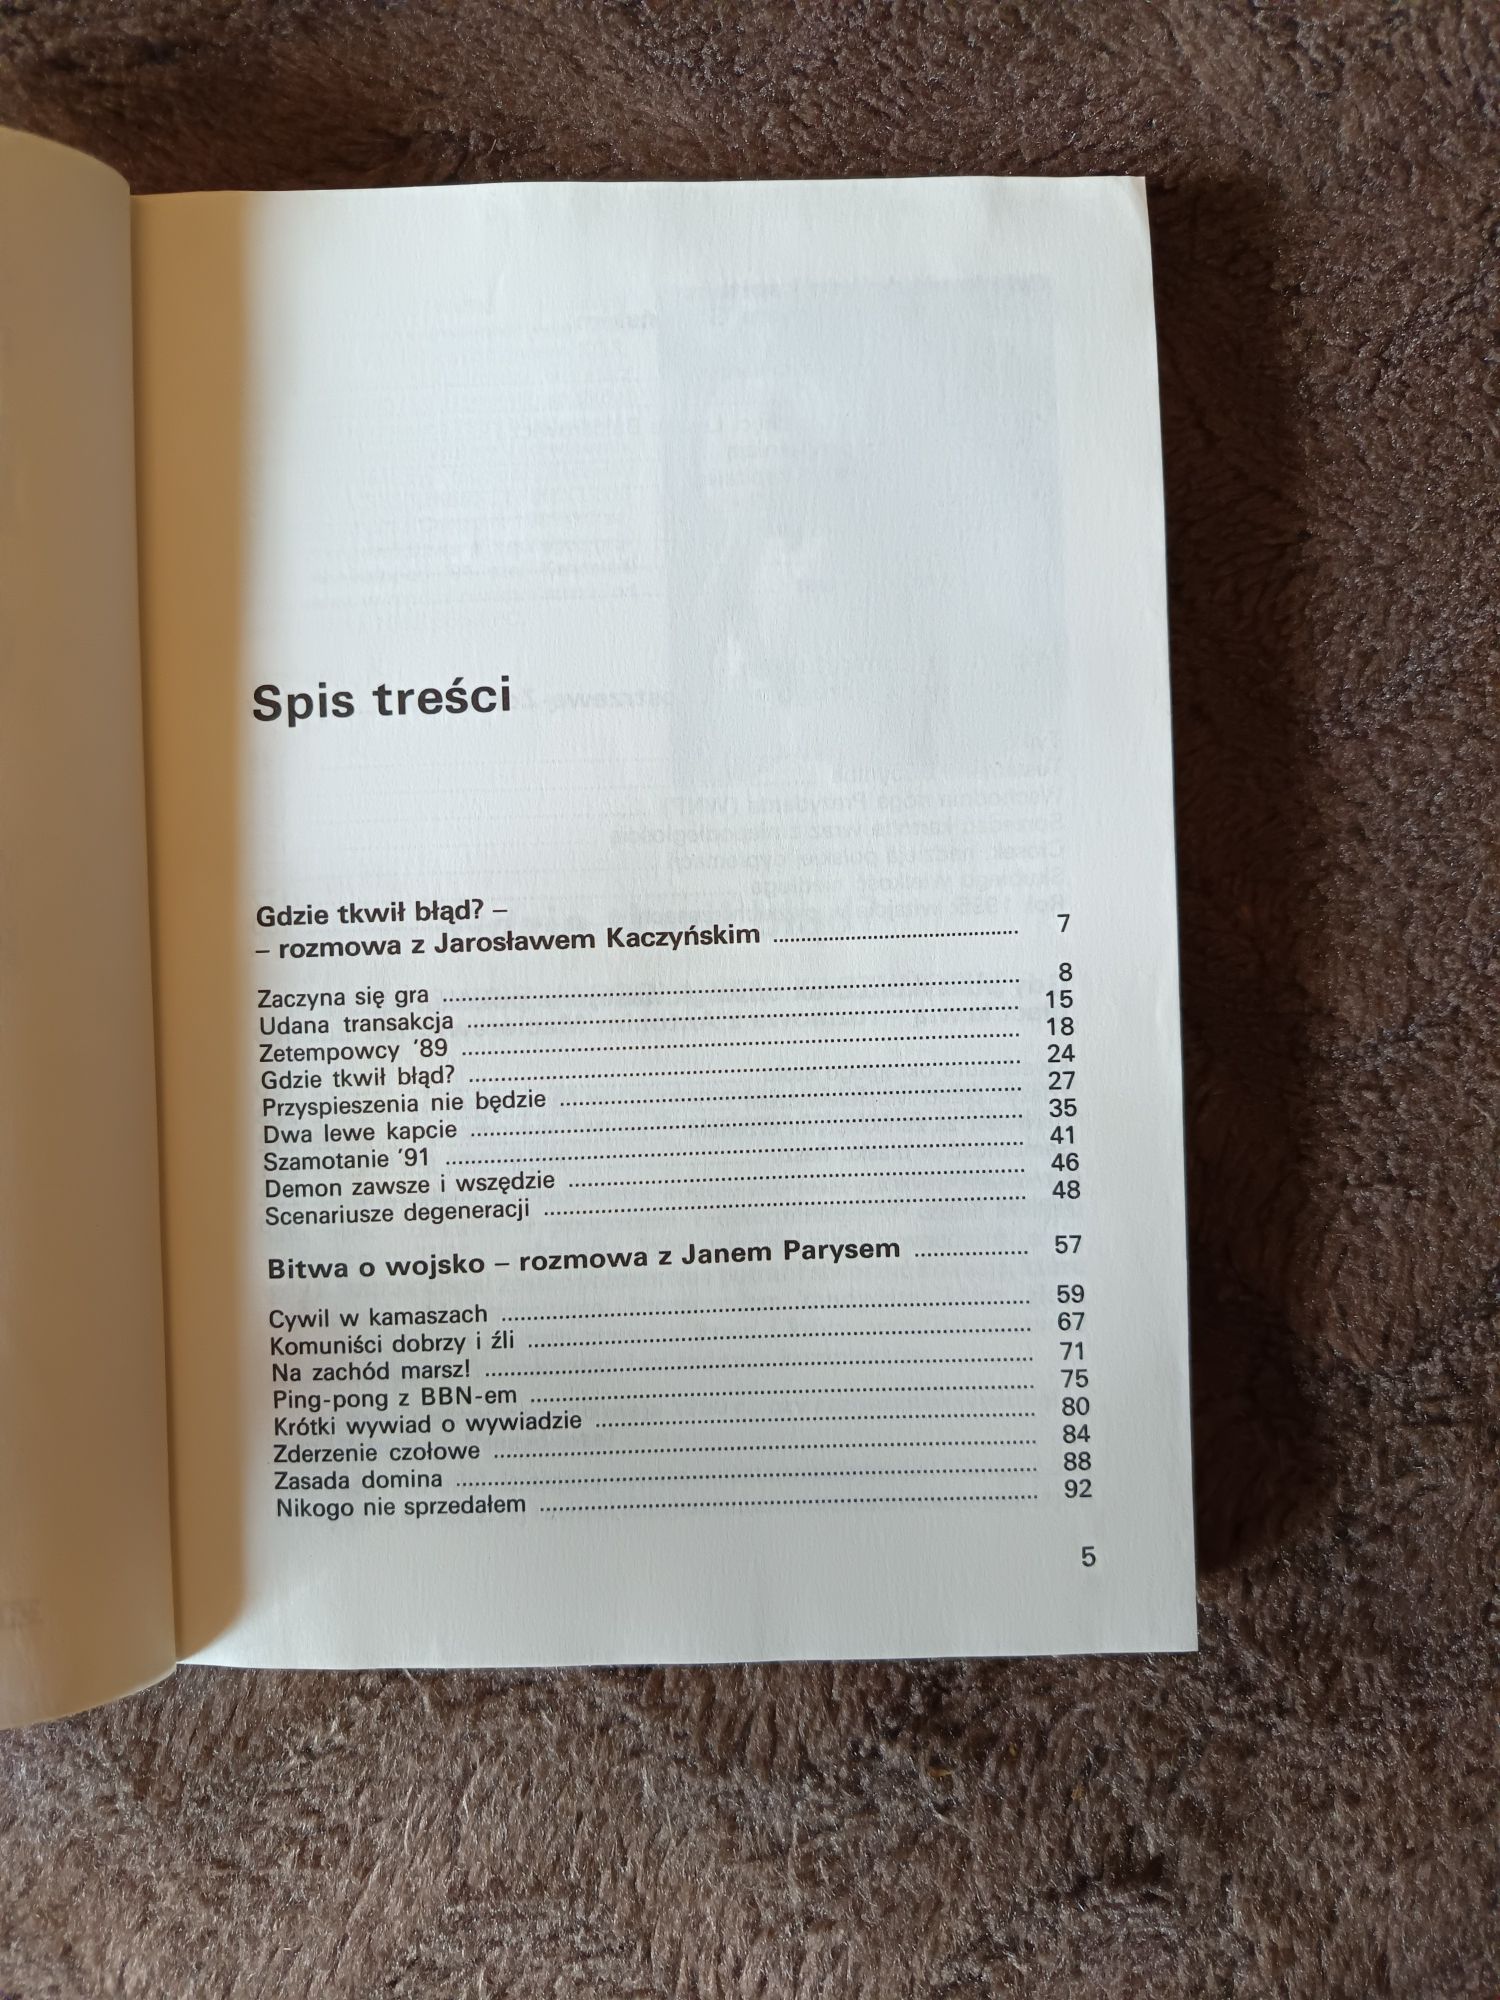 Spis treści
Gdzie tkwił błąd? –
– rozmowa z Jarosławem Kaczyńskim ........ 7
Zaczyna się gra ........ 8
Udana transakcja ........ 15
Zetempowcy '89 ........ 18
Gdzie tkwił błąd? ........ 24
Przyspieszenia nie będzie ........ 27
Dwa lewe kapcie ........ 35
Szamotanie '91 ........ 41
Demon zawsze i wszędzie ........ 46
Scenariusze degeneracji ........ 48
Bitwa o wojsko – rozmowa z Janem Parysem ........ 57
Cywil w kamaszach ........ 59
Komuniści dobrzy i źli ........ 67
Na zachód marsz! ........ 71
Ping-pong z BBN-em ........ 75
Krótki wywiad o wywiadzie ........ 80
Zderzenie czołowe ........ 84
Zasada domina ........ 88
Nikogo nie sprzedałem ........ 92
5